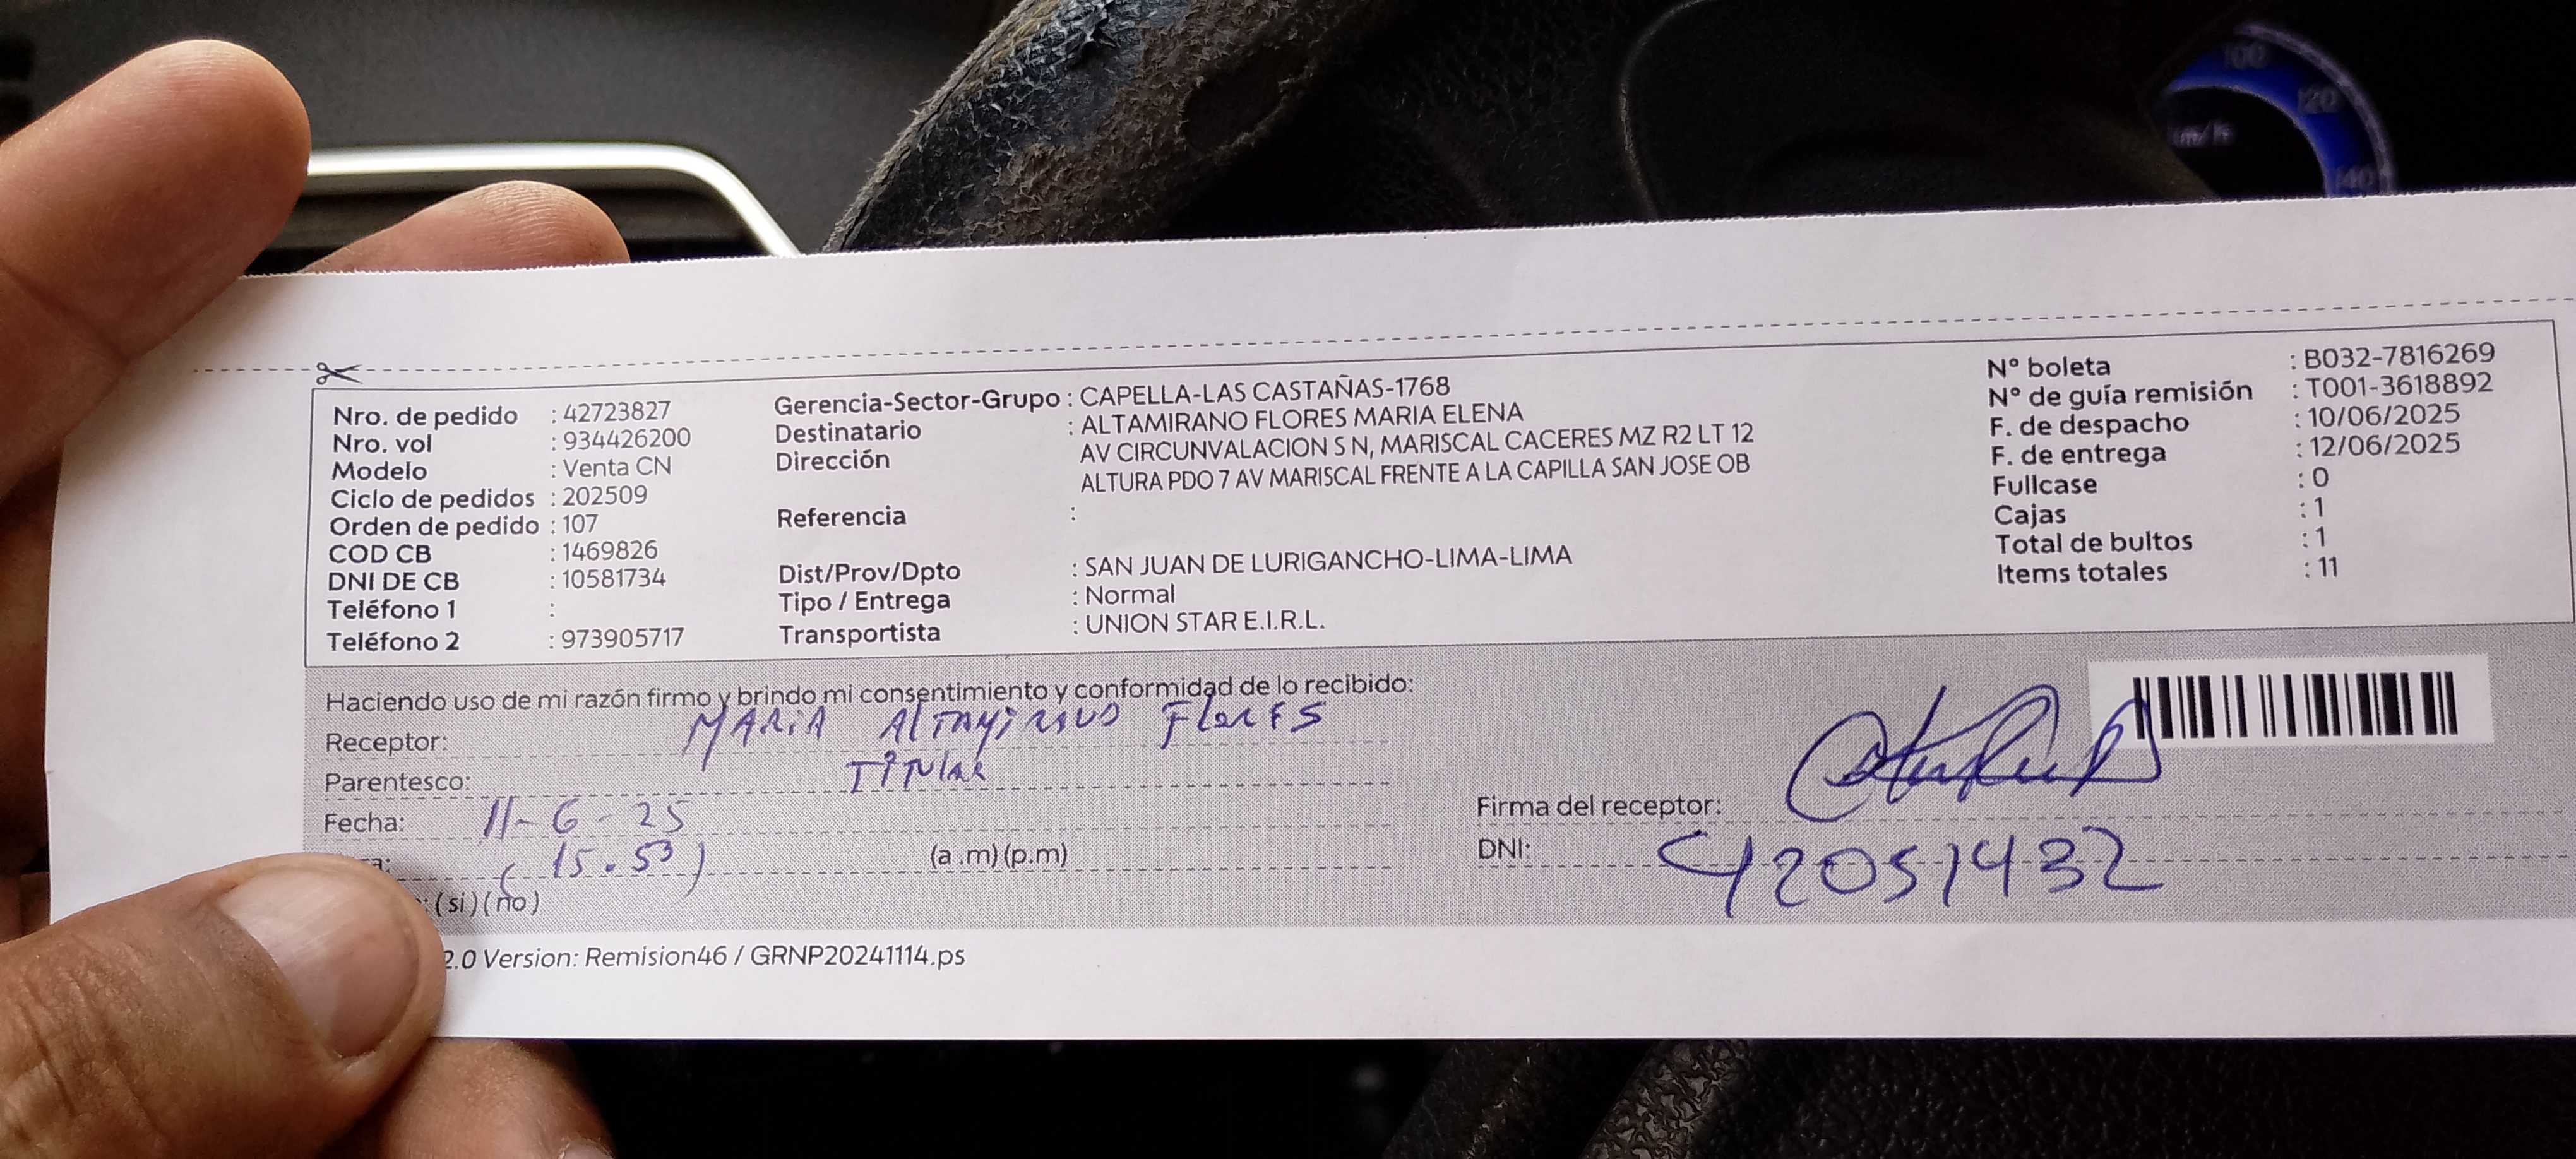 Nro. de pedido : 42723827
Nro. vol : 934426200
Modelo : Venta CN
Ciclo de pedidos : 202509
Orden de pedido : 107
COD CB : 1469826
DNI DE CB : 10581734
Teléfono 1 :
Teléfono 2 : 973905717
Gerencia-Sector-Grupo : CAPELLA-LAS CASTAÑAS-1768
Destinatario : ALTAMIRANO FLORES MARIA ELENA
Dirección AV CIRCUNVALACION S N, MARISCAL CACERES MZ R2 LT 12
ALTURA PDO 7 AV MARISCAL FRENTE A LA CAPILLA SAN JOSE OB
Referencia :
Dist/Prov/Dpto : SAN JUAN DE LURIGANCHO-LIMA-LIMA
Tipo / Entrega : Normal
Transportista : UNION STAR E.I.R.L.
N° boleta : B032-7816269
N° de guía remisión : T001-3618892
F. de despacho : 10/06/2025
F. de entrega : 12/06/2025
Fullcase : 0
Cajas : 1
Total de bultos : 1
Items totales : 11
Haciendo uso de mi razón firmo y brindo mi consentimiento y conformidad de lo recibido:
Receptor: MARIA ALTAMIRANO FLORES
Parentesco: TITULAR
Fecha: 11-6-25
(15.53) (a .m) (p.m)
: (si) (no)
Firma del receptor:
DNI: 42051432
2.0 Version: Remision46 / GRNP20241114.ps
100
120
km/h
140